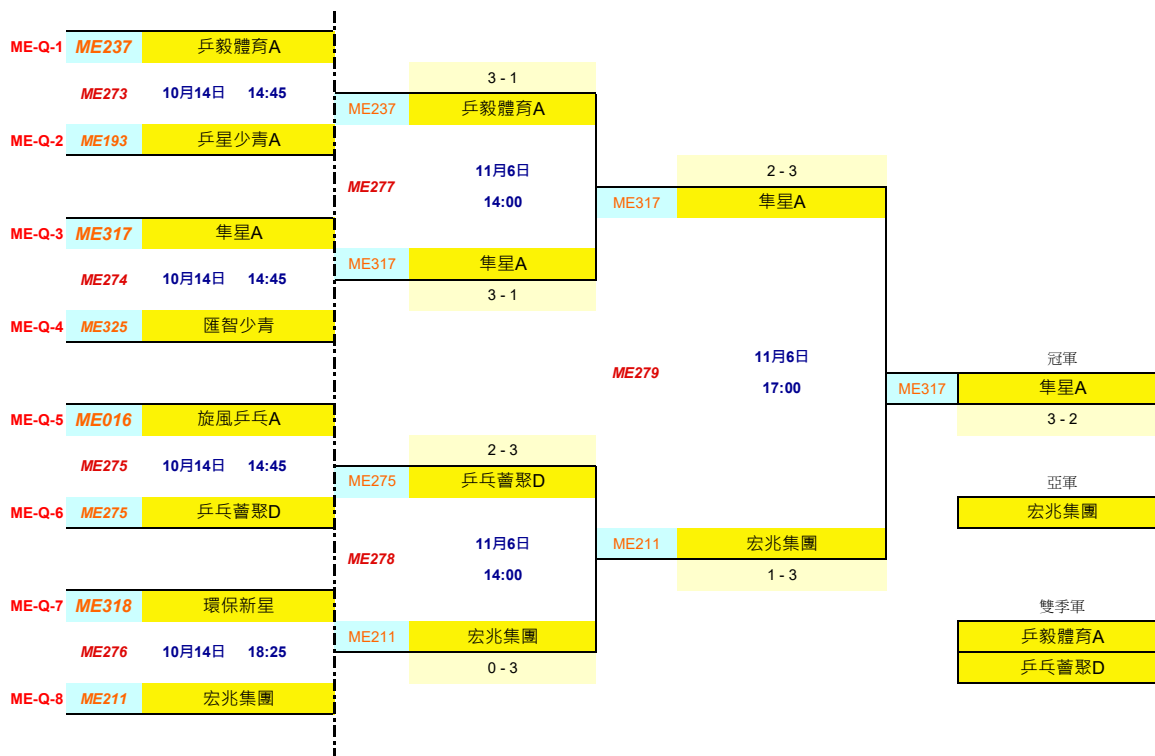 ME-Q-1 ME237 乒毅體育A
3 - 1
ME273 10月14日 14:45
ME237 乒毅體育A
ME-Q-2 ME193 乒星少青A
11月6日
2 - 3
ME277
14:00
ME317 隼星A
ME-Q-3 ME317 隼星A
ME317 隼星A
ME274 10月14日 14:45
3 - 1
ME-Q-4 ME325 匯智少青
11月6日
冠軍
ME279
17:00
ME317 隼星A
ME-Q-5 ME016 旋風乒乓A
3 - 2
2 - 3
ME275 10月14日 14:45
ME275 乒乓薈聚D
亞軍
ME-Q-6 ME275 乒乓薈聚D
宏兆集團
11月6日
ME211 宏兆集團
ME278
14:00
1 - 3
ME-Q-7 ME318 環保新星
雙季軍
ME211 宏兆集團
乒毅體育A
ME276 10月14日 18:25
0 - 3
乒乓薈聚D
ME-Q-8 ME211 宏兆集團